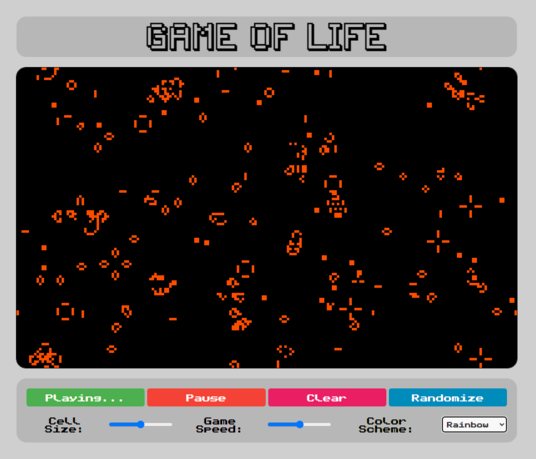 GAME OF LIFE
Playing...
Pause
Clear
Randomize
Cell
Size:
Game
Speed:
Color
Scheme:
Rainbow